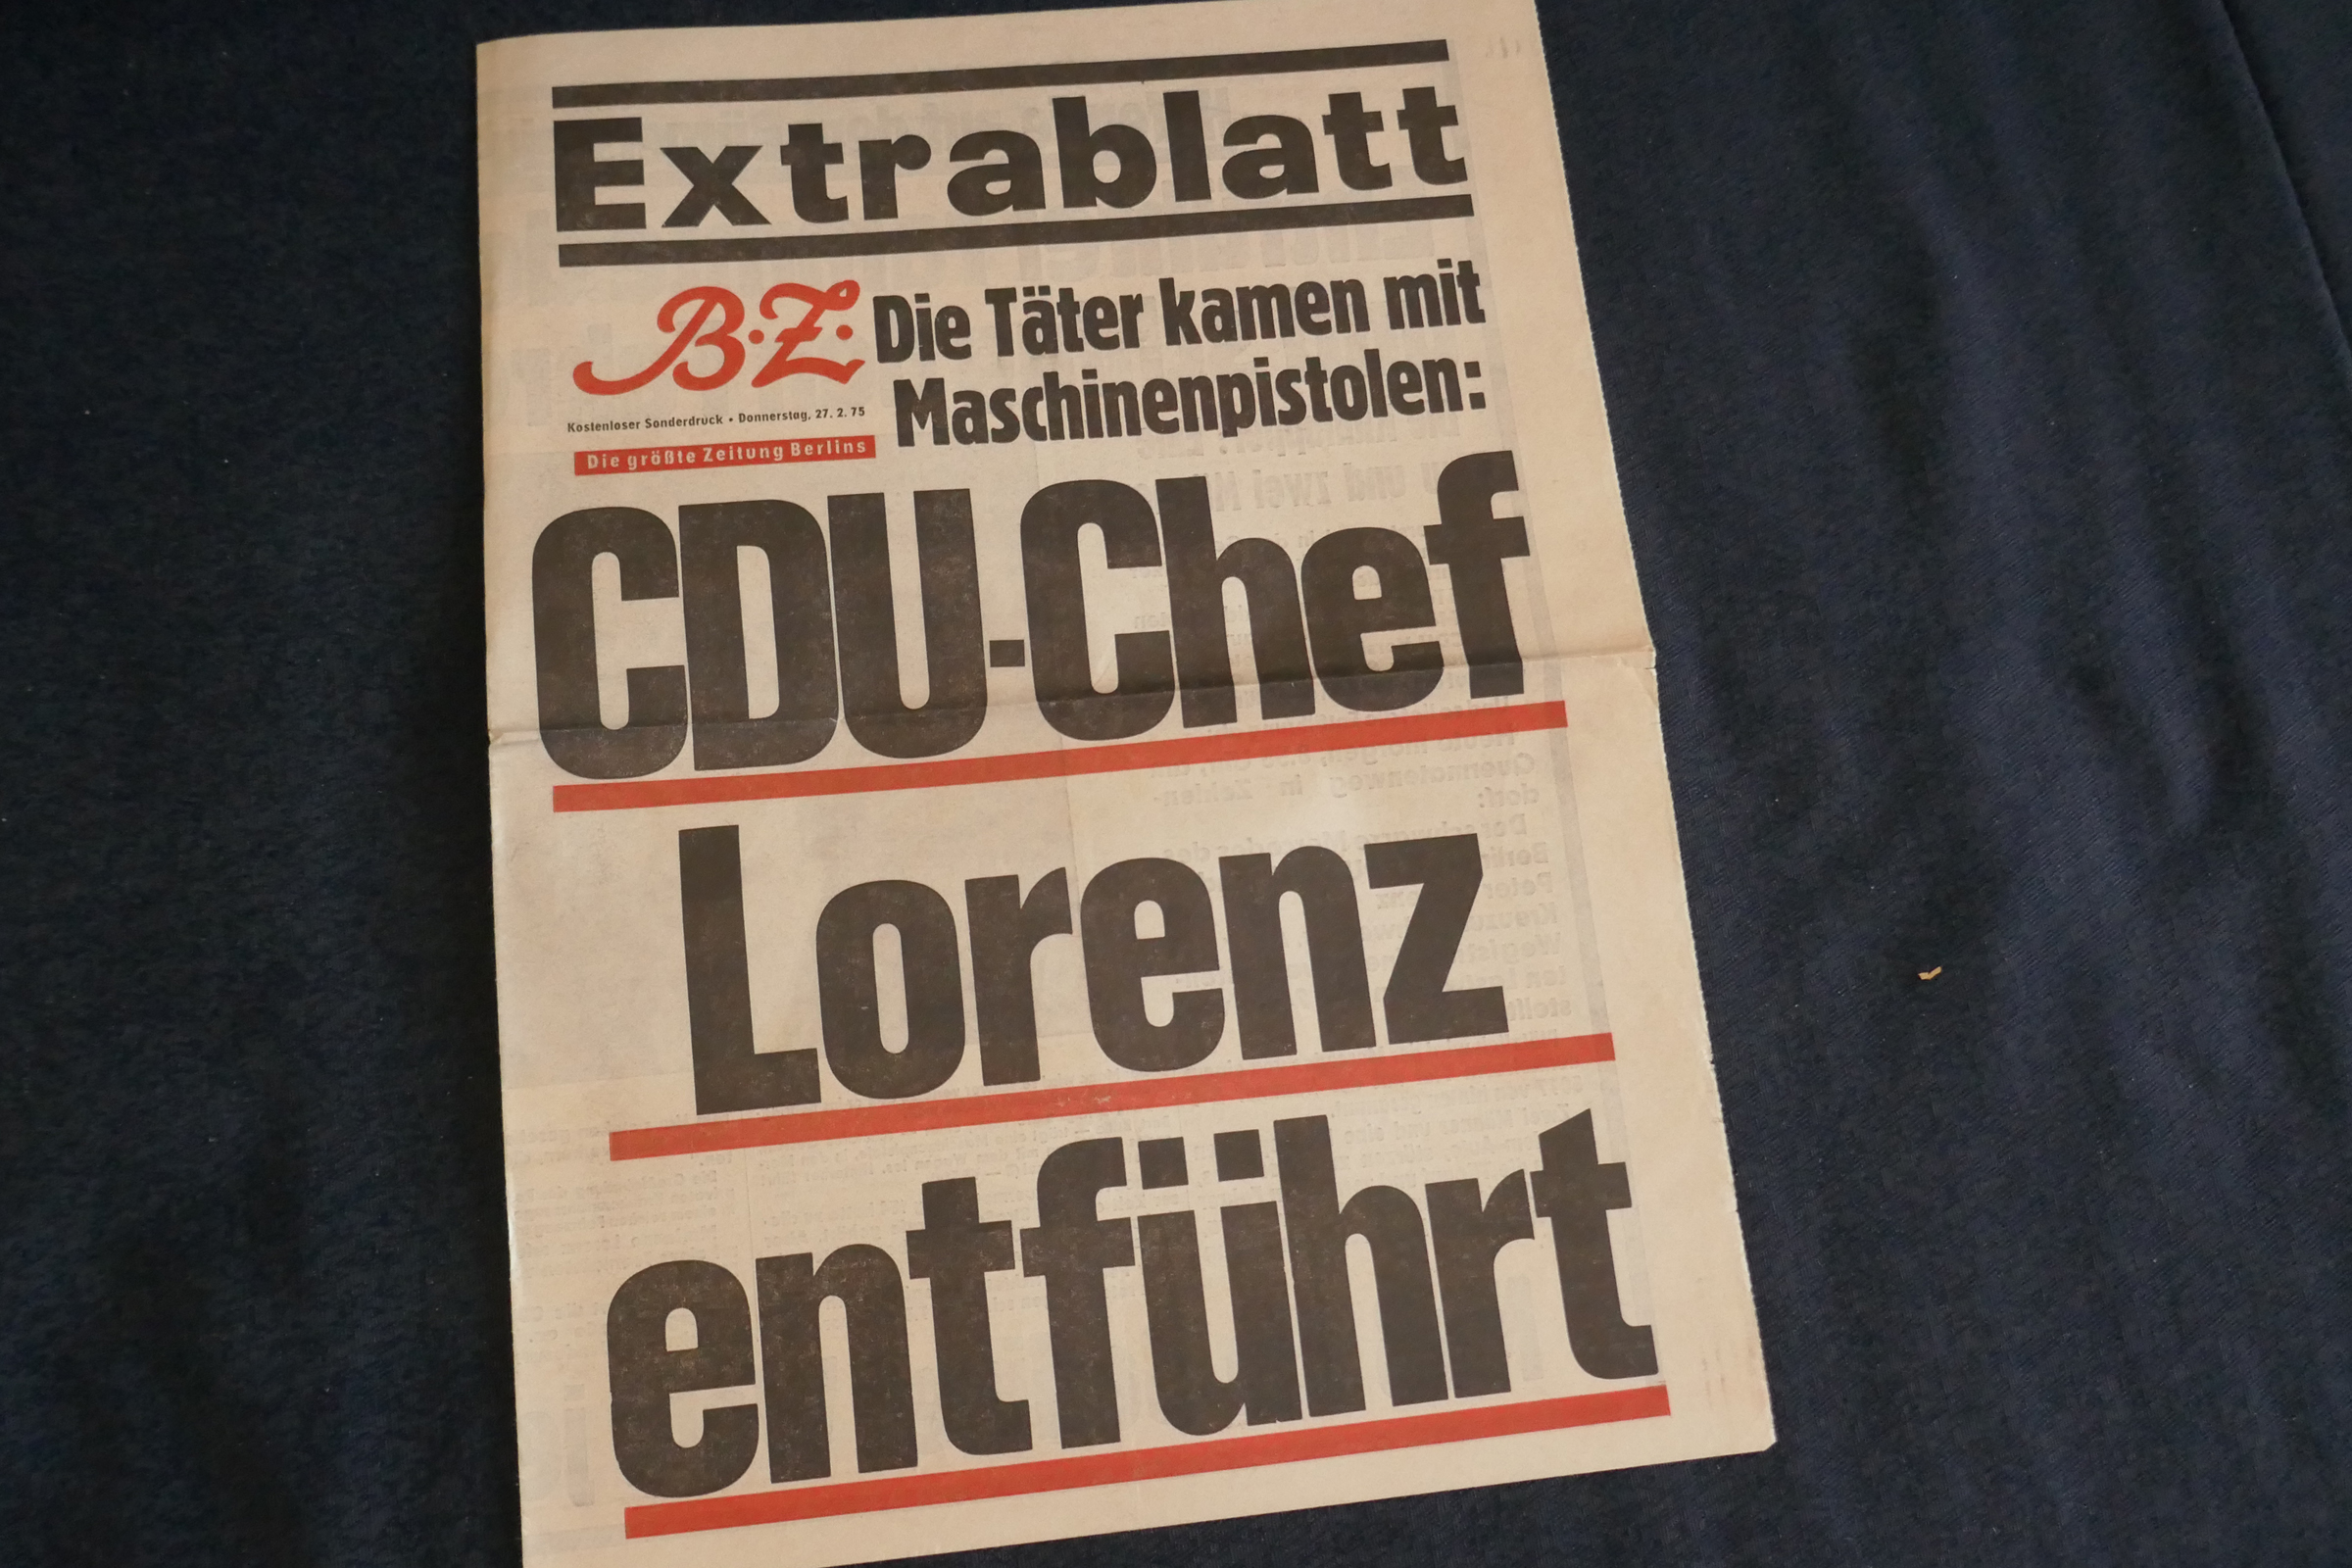 Extrablatt
B·Z·
Die Täter kamen mit
Maschinenpistolen:
Kostenloser Sonderdruck • Donnerstag, 27. 2. 75
Die größte Zeitung Berlins
CDU-Chef
Lorenz
entführt